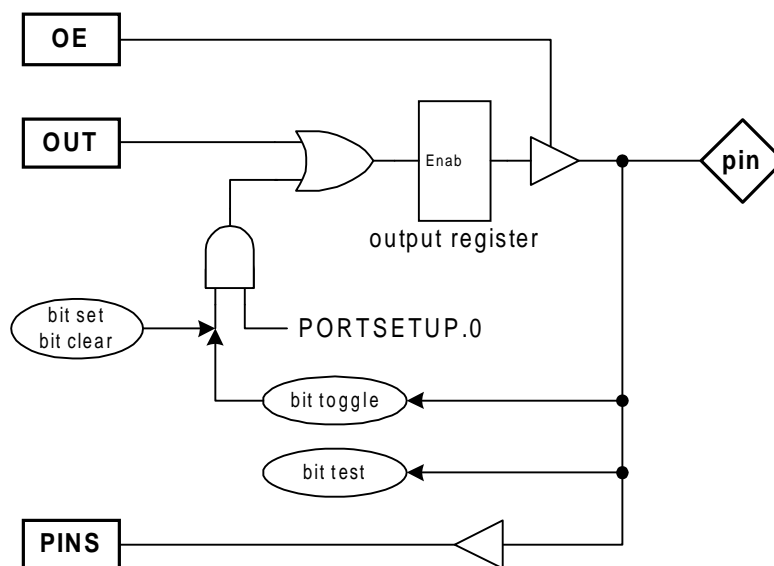 OE
OUT
Enab
pin
output register
bit set
bit clear
PORTSETUP.0
bit toggle
bit test
PINS